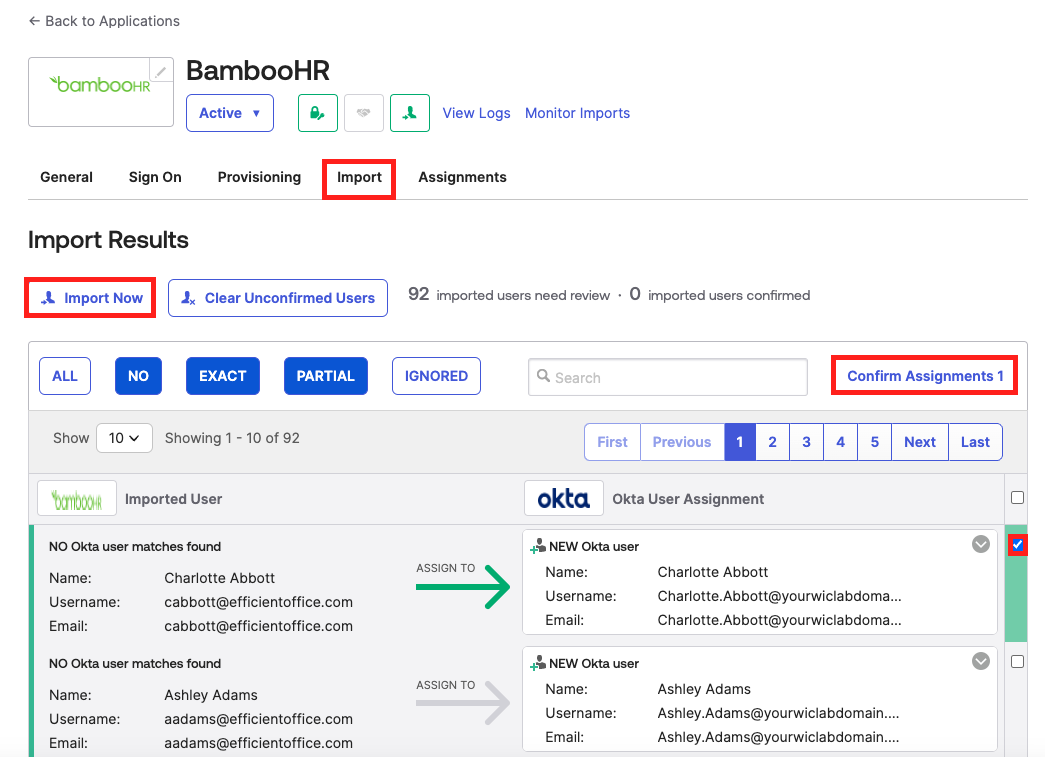 ← Back to Applications
bambooHR
BambooHR
Active ▼
View Logs
Monitor Imports
General
Sign On
Provisioning
Import
Assignments
Import Results
Import Now
Clear Unconfirmed Users
92 imported users need review · 0 imported users confirmed
ALL
NO
EXACT
PARTIAL
IGNORED
Search
Confirm Assignments 1
Show 10 Showing 1 - 10 of 92
First
Previous
1
2
3
4
5
Next
Last
bambooHR
Imported User
okta
Okta User Assignment
NO Okta user matches found
Name: Charlotte Abbott
Username: cabbott@efficientoffice.com
Email: cabbott@efficientoffice.com
ASSIGN TO
NEW Okta user
Name: Charlotte Abbott
Username: Charlotte.Abbott@yourwiclabdoma...
Email: Charlotte.Abbott@yourwiclabdoma...
NO Okta user matches found
Name: Ashley Adams
Username: aadams@efficientoffice.com
Email: aadams@efficientoffice.com
ASSIGN TO
NEW Okta user
Name: Ashley Adams
Username: Ashley.Adams@yourwiclabdomain....
Email: Ashley.Adams@yourwiclabdomain....